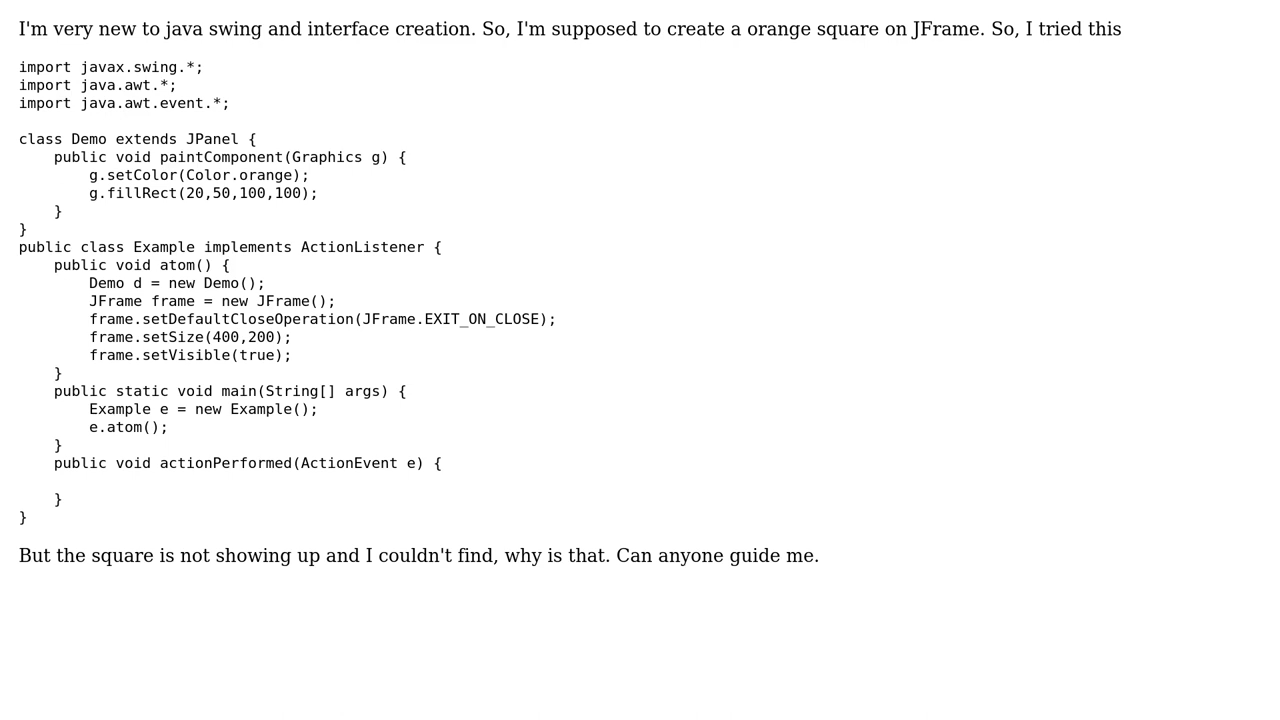 I'm very new to java swing and interface creation. So, I'm supposed to create a orange square on JFrame. So, I tried this
import javax.swing.*;
import java.awt.*;
import java.awt.event.*;
class Demo extends JPanel {
    public void paintComponent(Graphics g) {
        g.setColor(Color.orange);
        g.fillRect(20,50,100,100);
    }
}
public class Example implements ActionListener {
    public void atom() {
        Demo d = new Demo();
        JFrame frame = new JFrame();
        frame.setDefaultCloseOperation(JFrame.EXIT_ON_CLOSE);
        frame.setSize(400,200);
        frame.setVisible(true);
    }
    public static void main(String[] args) {
        Example e = new Example();
        e.atom();
    }
    public void actionPerformed(ActionEvent e) {
    }
}
But the square is not showing up and I couldn't find, why is that. Can anyone guide me.